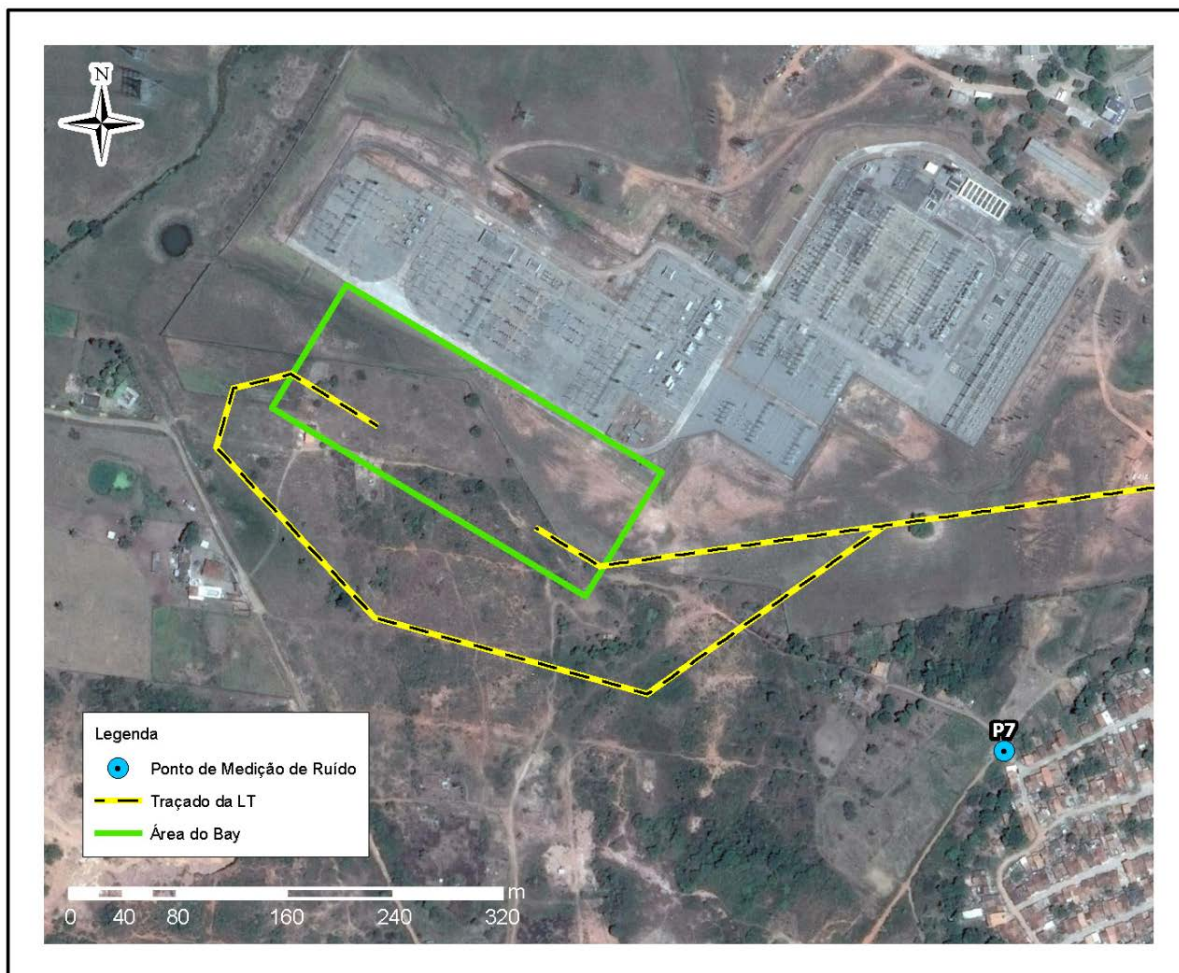 N
P7
Legenda
Ponto de Medição de Ruído
Traçado da LT
Área do Bay
m
0 40 80 160 240 320